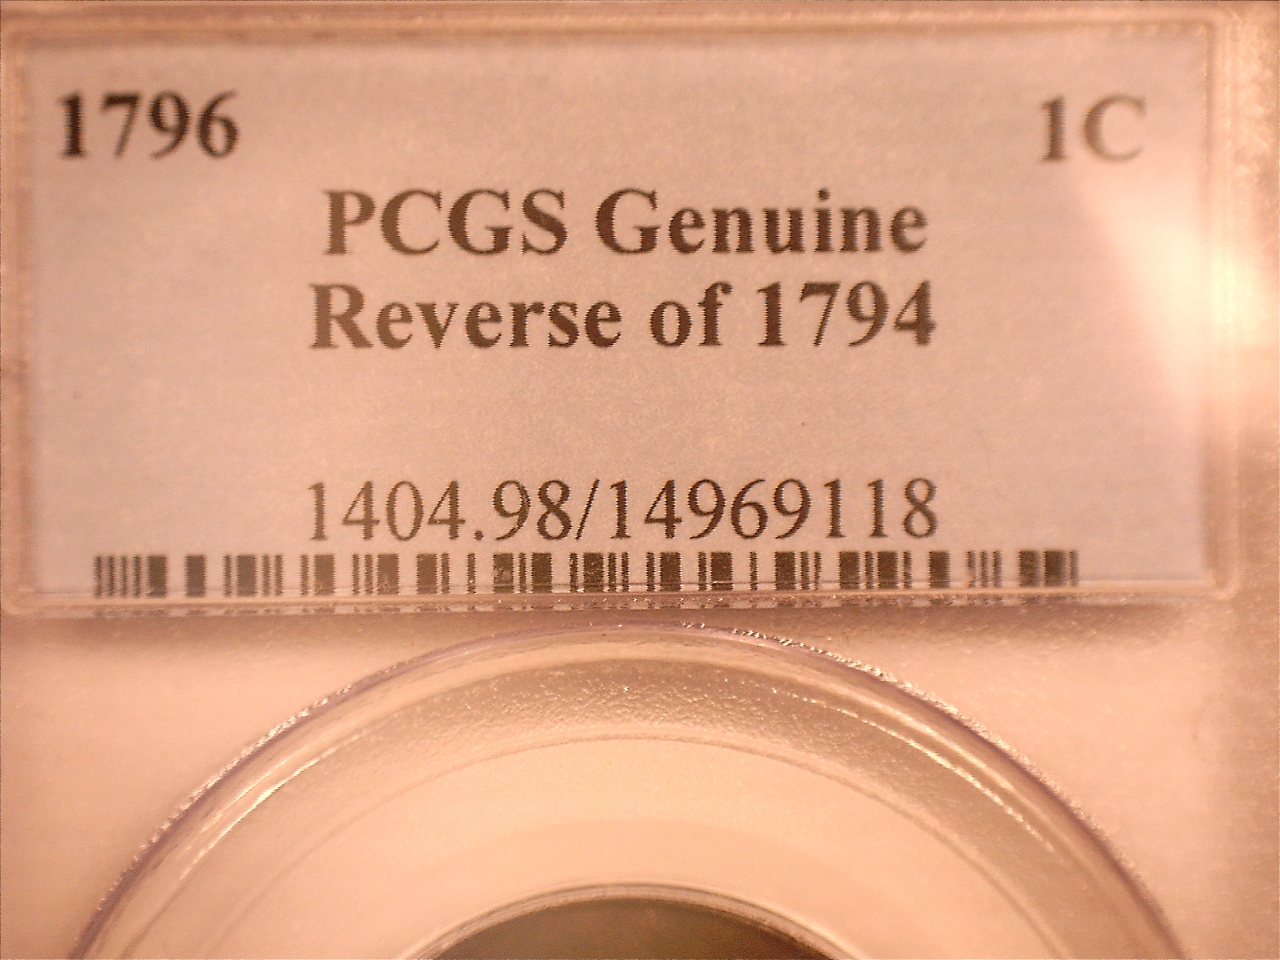 1796 1C
PCGS Genuine
Reverse of 1794
1404.98/14969118